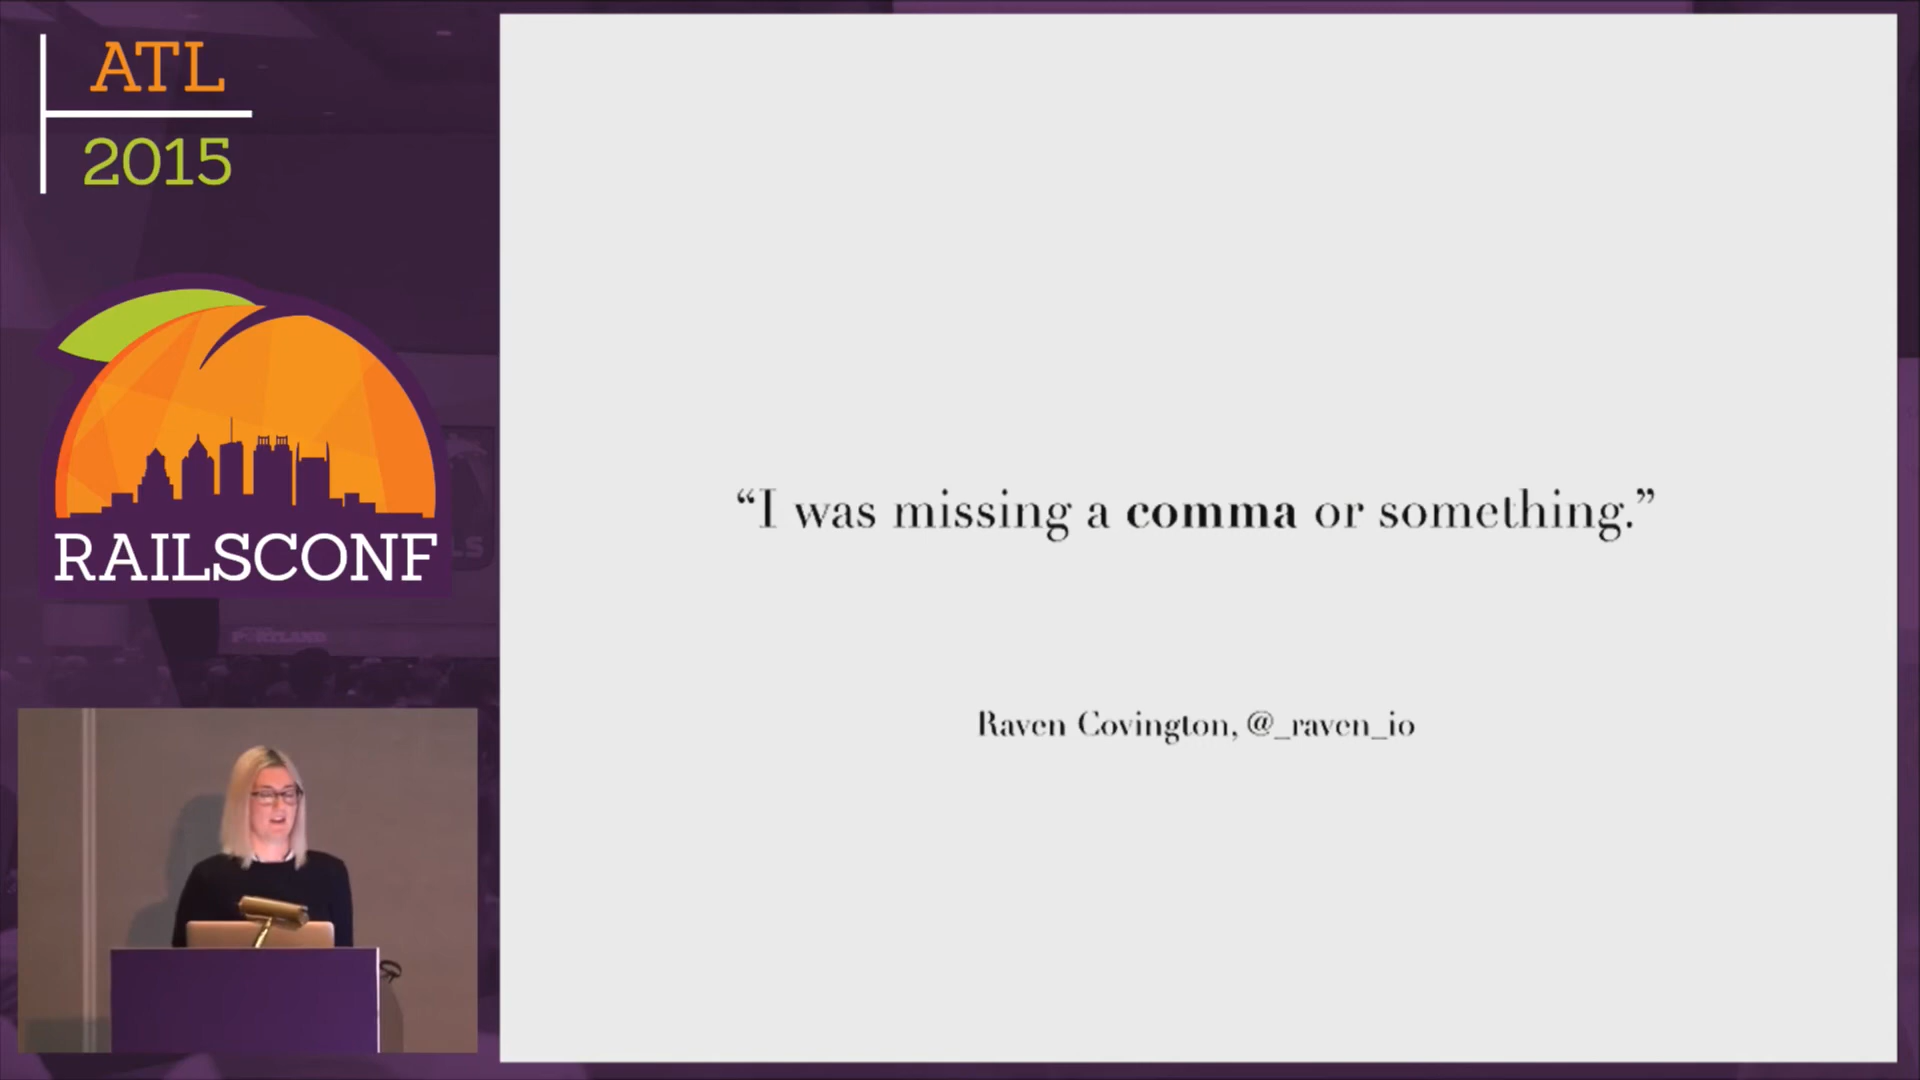 ATL
2015
RAILSCONF
“I was missing a comma or something.”
Raven Covington, @_raven_io